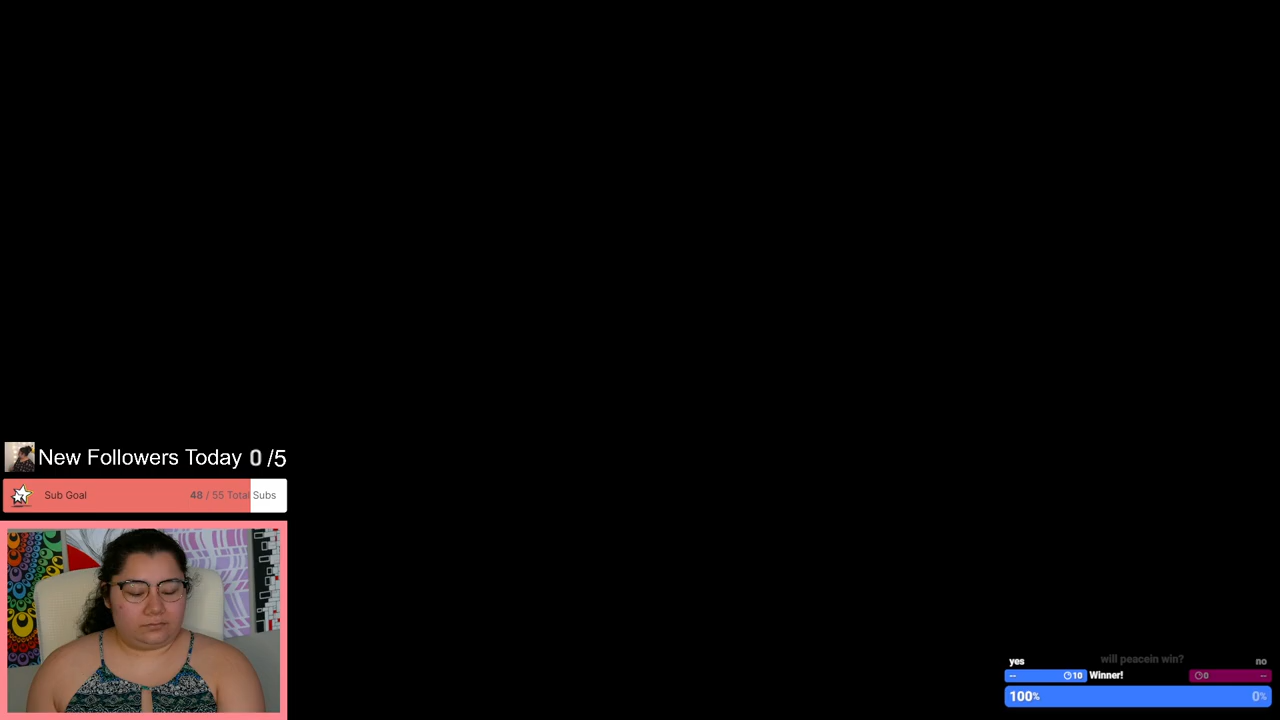 New Followers Today 0 /5
Sub Goal 48 / 55 Total Subs
will peacein win?
yes no
-- 10 Winner! 0 --
100% 0%